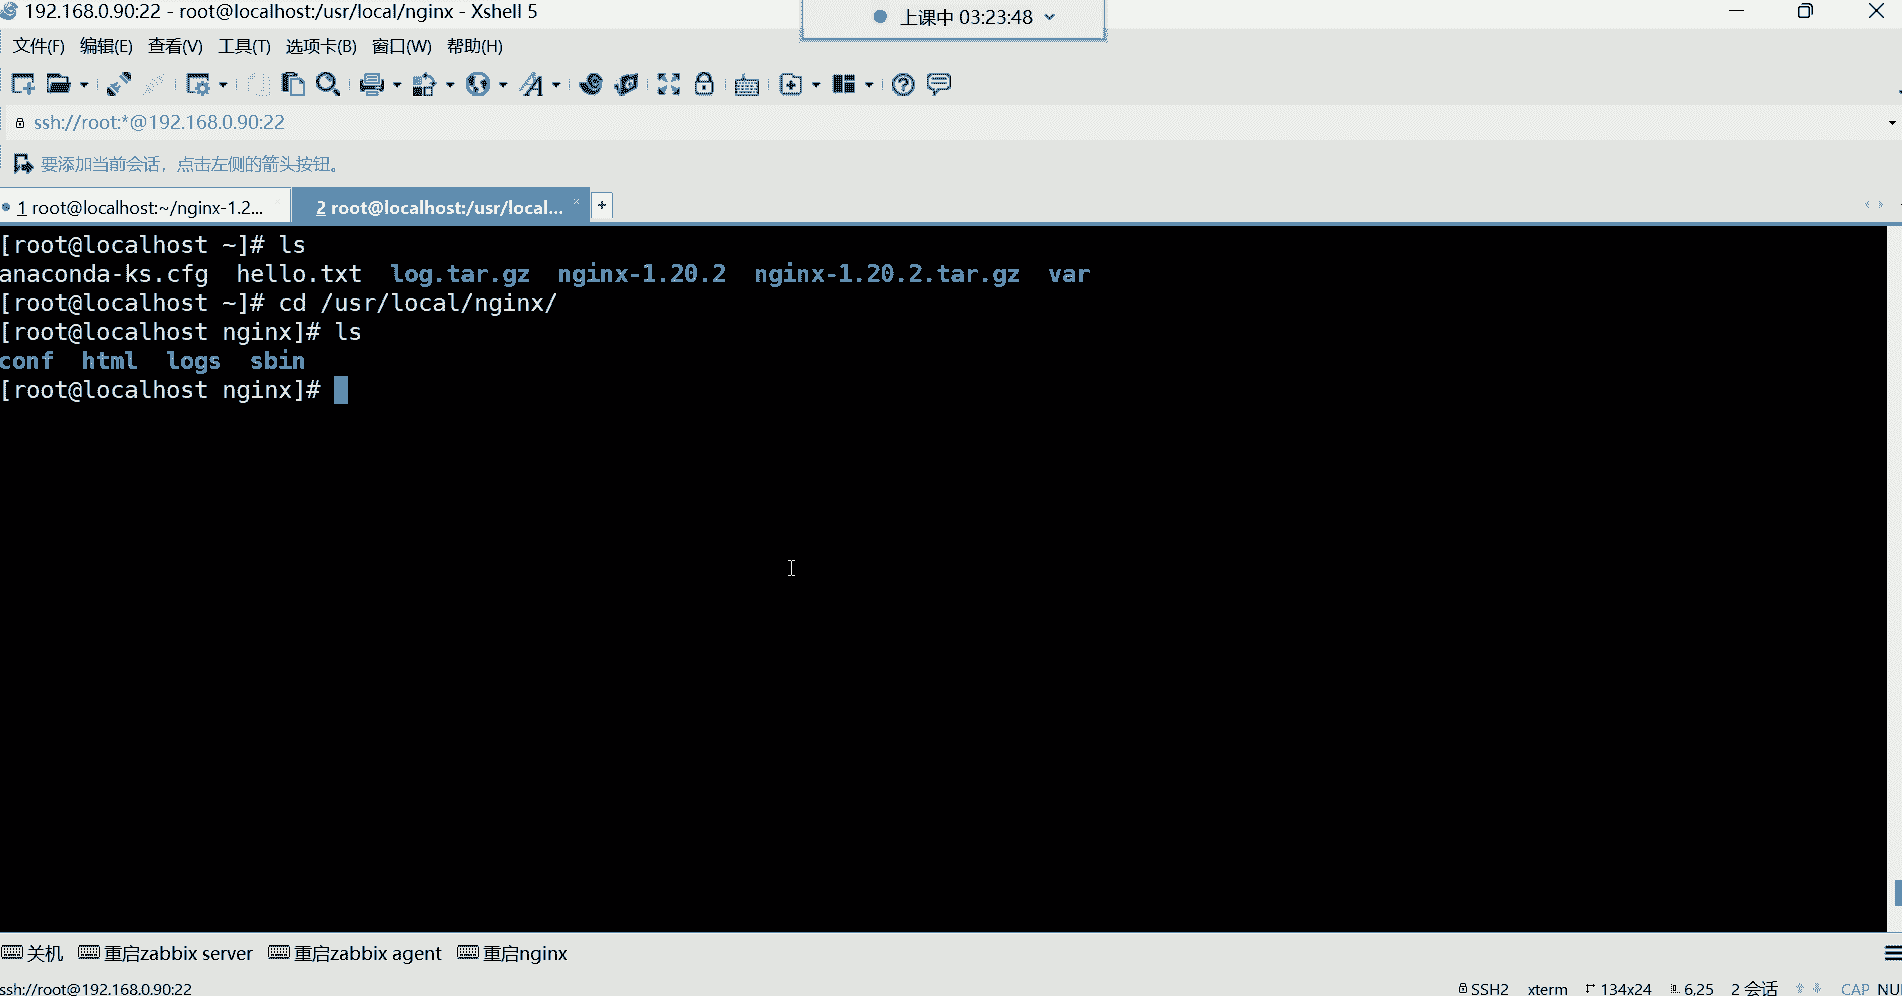 192.168.0.90:22 - root@localhost:/usr/local/nginx - Xshell 5
上课中 03:23:48
文件(F) 编辑(E) 查看(V) 工具(T) 选项卡(B) 窗口(W) 帮助(H)
ssh://root:*@192.168.0.90:22
要添加当前会话，点击左侧的箭头按钮。
1 root@localhost:~/nginx-1.2... 2 root@localhost:/usr/local... +
[root@localhost ~]# ls
anaconda-ks.cfg hello.txt log.tar.gz nginx-1.20.2 nginx-1.20.2.tar.gz var
[root@localhost ~]# cd /usr/local/nginx/
[root@localhost nginx]# ls
conf html logs sbin
[root@localhost nginx]#
关机 重启zabbix server 重启zabbix agent 重启nginx
ssh://root@192.168.0.90:22 SSH2 xterm 134x24 6,25 2 会话 CAP NU